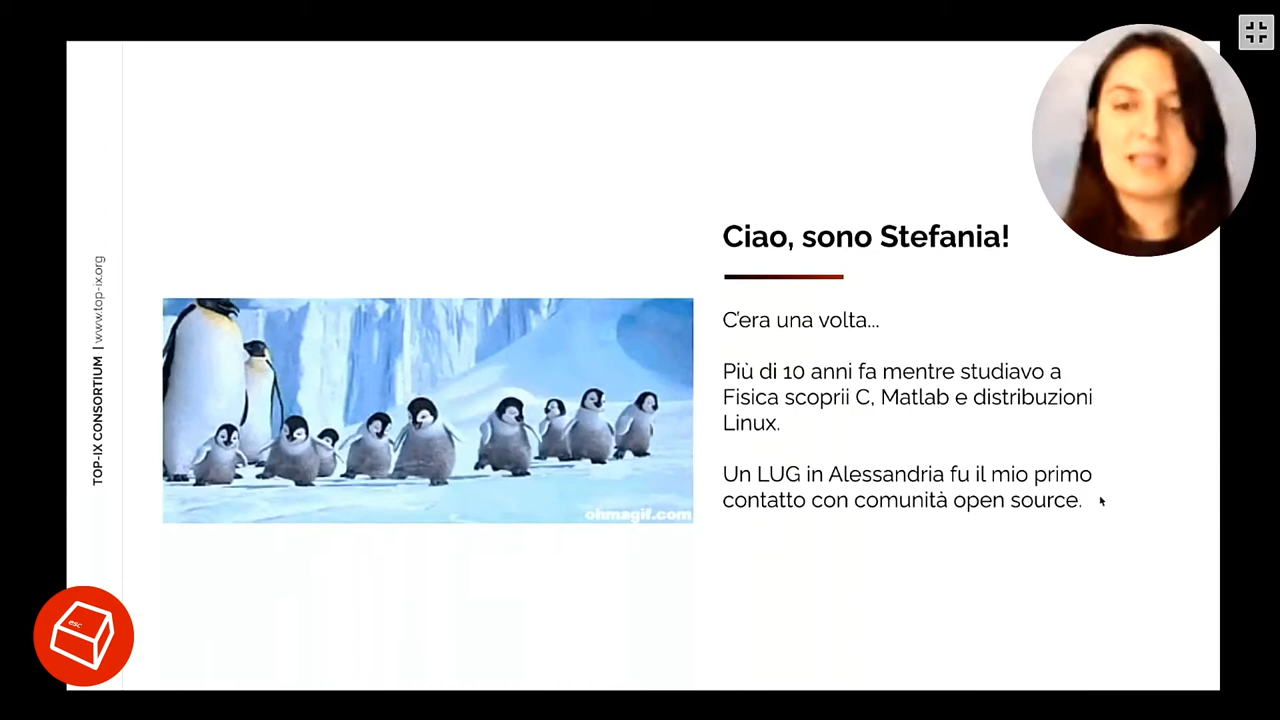 Ciao, sono Stefania!
C'era una volta...
Più di 10 anni fa mentre studiavo a
Fisica scoprii C, Matlab e distribuzioni
Linux.
Un LUG in Alessandria fu il mio primo
contatto con comunità open source.
TOP-IX CONSORTIUM | www.top-ix.org
ohmagif.com
esc